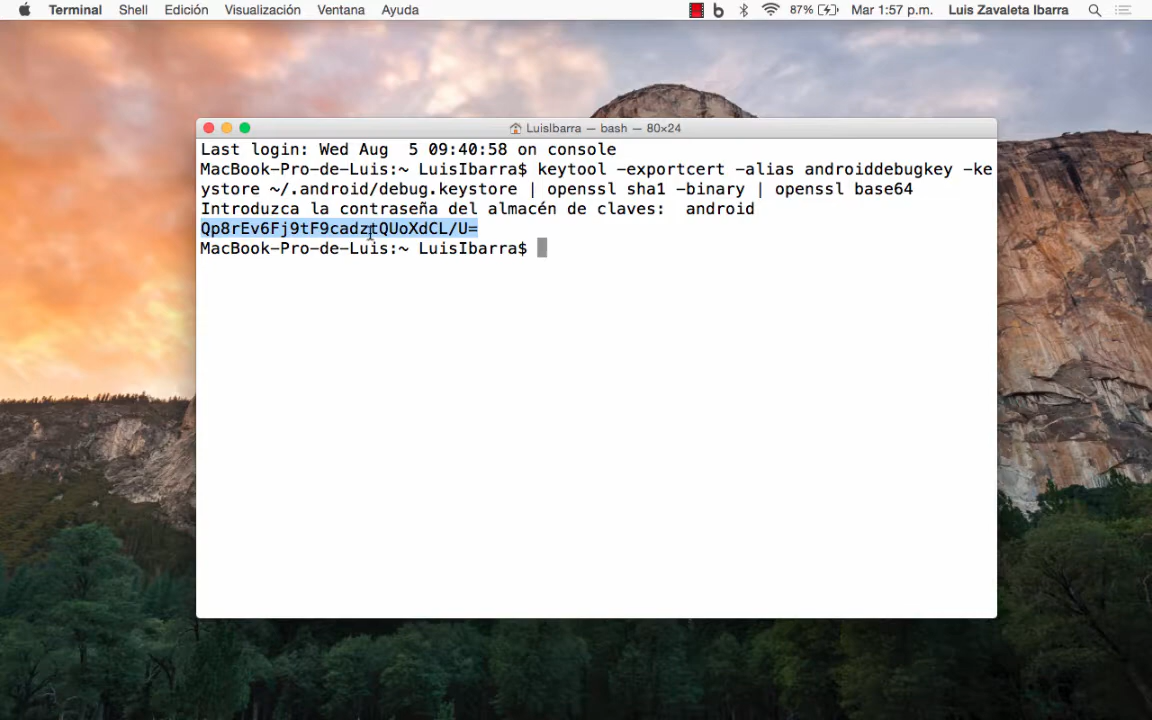 Terminal Shell Edición Visualización Ventana Ayuda 87% Mar 1:57 p.m. Luis Zavaleta Ibarra
LuisIbarra — bash — 80×24
Last login: Wed Aug  5 09:40:58 on console
MacBook-Pro-de-Luis:~ LuisIbarra$ keytool -exportcert -alias androiddebugkey -ke
ystore ~/.android/debug.keystore | openssl sha1 -binary | openssl base64
Introduzca la contraseña del almacén de claves:  android
Qp8rEv6Fj9tF9cadztQUoXdCL/U=
MacBook-Pro-de-Luis:~ LuisIbarra$